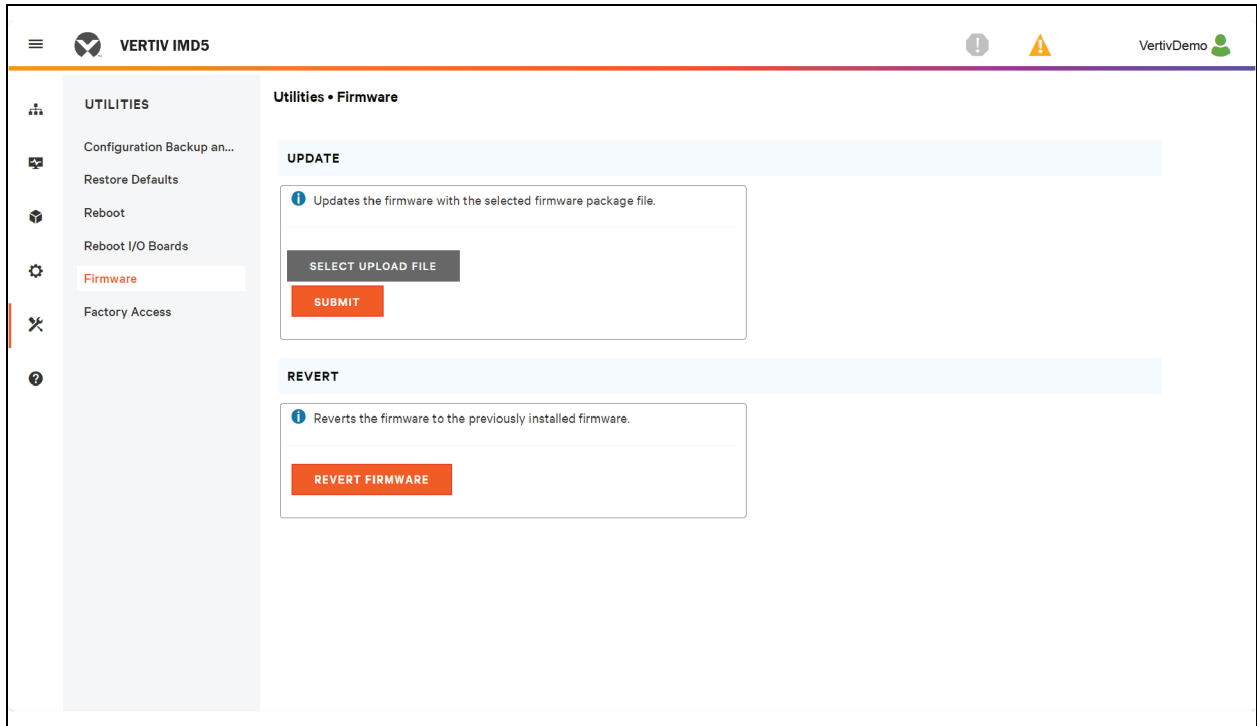 VERTIV IMD5
VertivDemo
UTILITIES
Configuration Backup an...
Restore Defaults
Reboot
Reboot I/O Boards
Firmware
Factory Access
Utilities • Firmware
UPDATE
Updates the firmware with the selected firmware package file.
SELECT UPLOAD FILE
SUBMIT
REVERT
Reverts the firmware to the previously installed firmware.
REVERT FIRMWARE